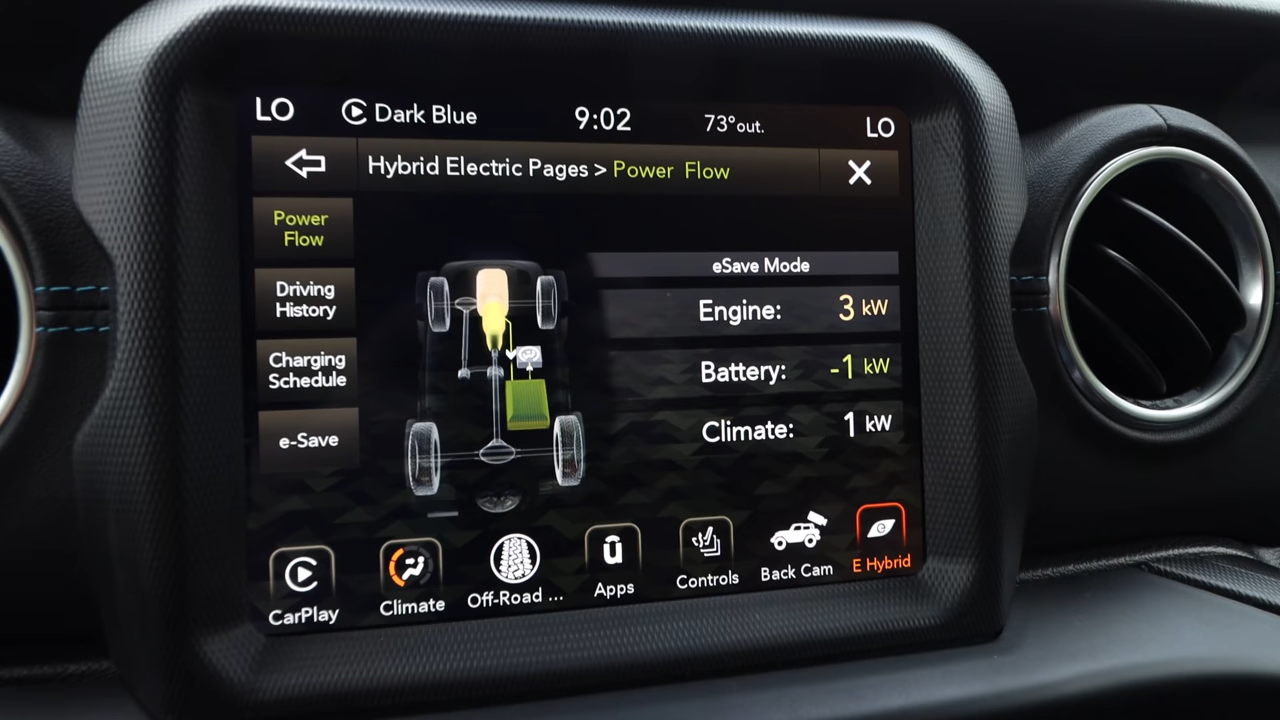 LO
Dark Blue
9:02
73° out.
LO
Hybrid Electric Pages > Power Flow
Power
Flow
Driving
History
Charging
Schedule
e-Save
eSave Mode
Engine: 3 kW
Battery: -1 kW
Climate: 1 kW
CarPlay
Climate
Off-Road ...
Apps
Controls
Back Cam
e
E Hybrid